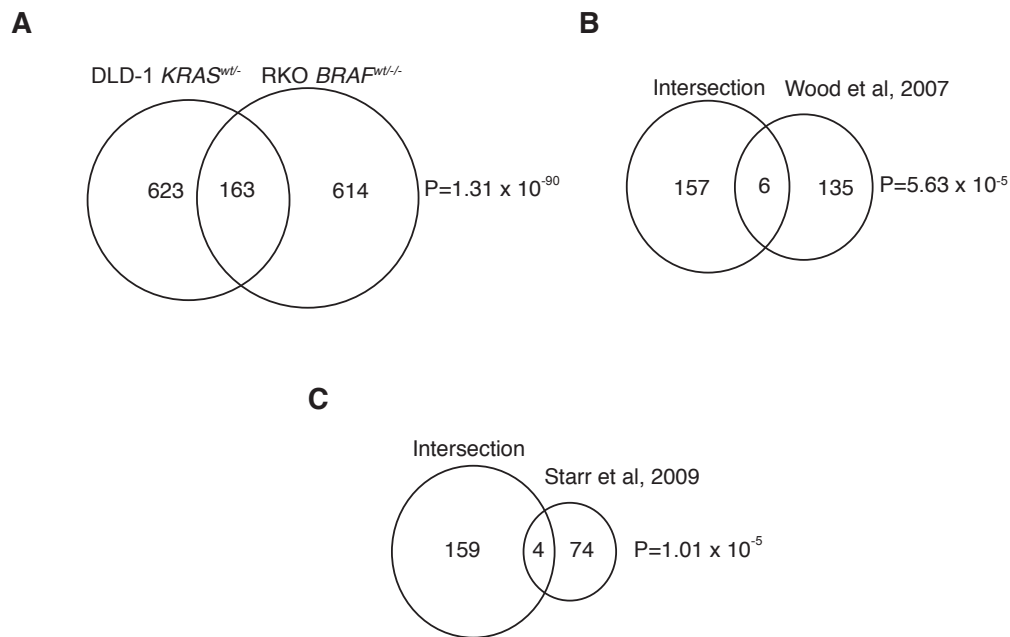 A
DLD-1 KRASwt/-
RKO BRAFwt/-/-
623
163
614
P=1.31 x 10-90
B
Intersection
Wood et al, 2007
157
6
135
P=5.63 x 10-5
C
Intersection
Starr et al, 2009
159
4
74
P=1.01 x 10-5